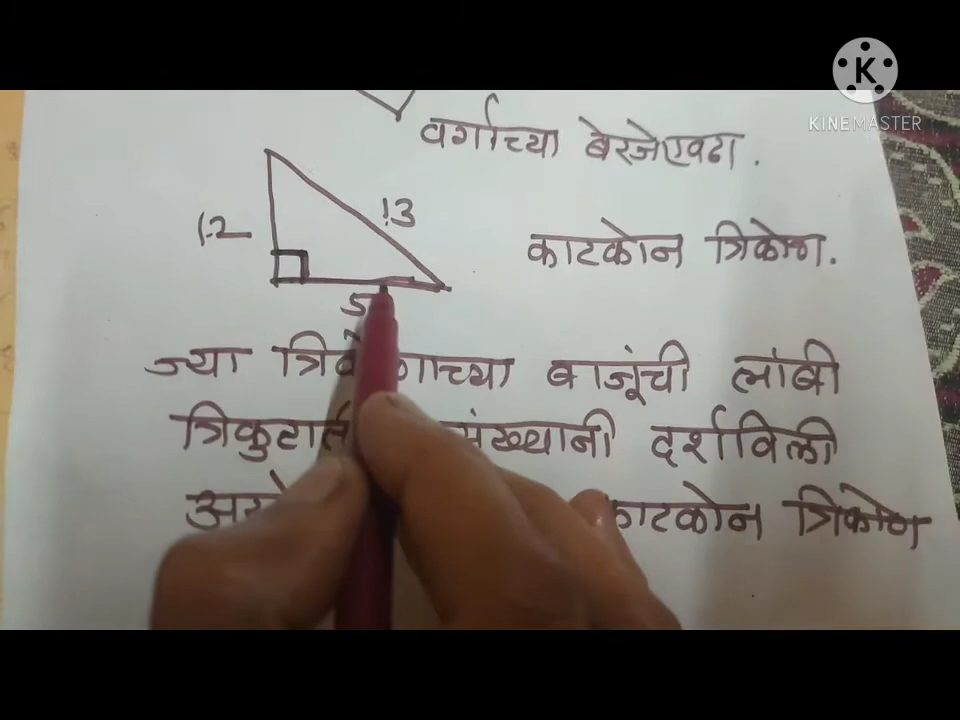 K
KINEMASTER
वर्गाच्या बेरजेएवढा.
12
13
काटकोन त्रिकोण.
5
ज्या त्रिकोणाच्या बाजूंची लांबी
संख्यानी दर्शविली
काटकोन त्रिकोण